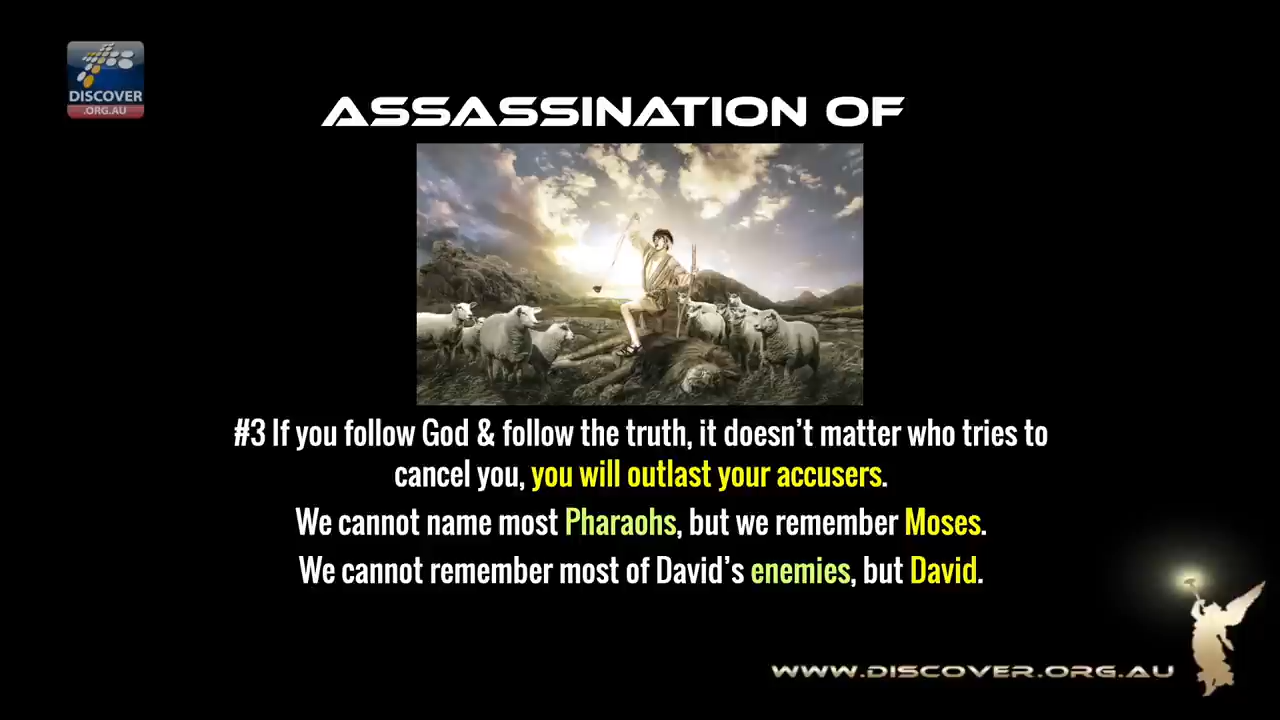 DISCOVER
.ORG.AU
ASSASSINATION OF
#3 If you follow God & follow the truth, it doesn’t matter who tries to
cancel you, you will outlast your accusers.
We cannot name most Pharaohs, but we remember Moses.
We cannot remember most of David’s enemies, but David.
WWW.DISCOVER.ORG.AU